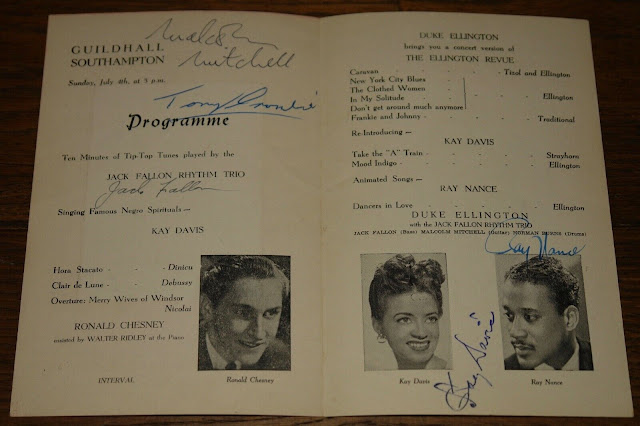 GUILDHALL
SOUTHAMPTON
Malcolm
Mitchell
Sunday, July 4th, at 3 p.m.
Programme
Ten Minutes of Tip-Top Tunes played by the
JACK FALLON RHYTHM TRIO
Jack Fallon
Singing Famous Negro Spirituals —
KAY DAVIS
Hora Stacato - Dinicu
Clair de Lune - Debussy
Overture: Merry Wives of Windsor
Nicolai
RONALD CHESNEY
assisted by WALTER RIDLEY at the Piano
INTERVAL
Ronald Chesney
DUKE ELLINGTON
brings you a concert version of
THE ELLINGTON REVUE
Caravan - - - - Tizol and Ellington
New York City Blues
The Clothed Women
In My Solitude
Don't get around much anymore
Ellington
Frankie and Johnny - - - Traditional
Re-Introducing —
KAY DAVIS
Take the "A" Train - - - Strayhorn
Mood Indigo - - - - Ellington
Animated Songs —
RAY NANCE
Dancers in Love - - - - Ellington
DUKE ELLINGTON
with the JACK FALLON RHYTHM TRIO
JACK FALLON (Bass) MALCOLM MITCHELL (Guitar) (Drums)
Ray Nance
Kay Davis
Kay Davis
Ray Nance